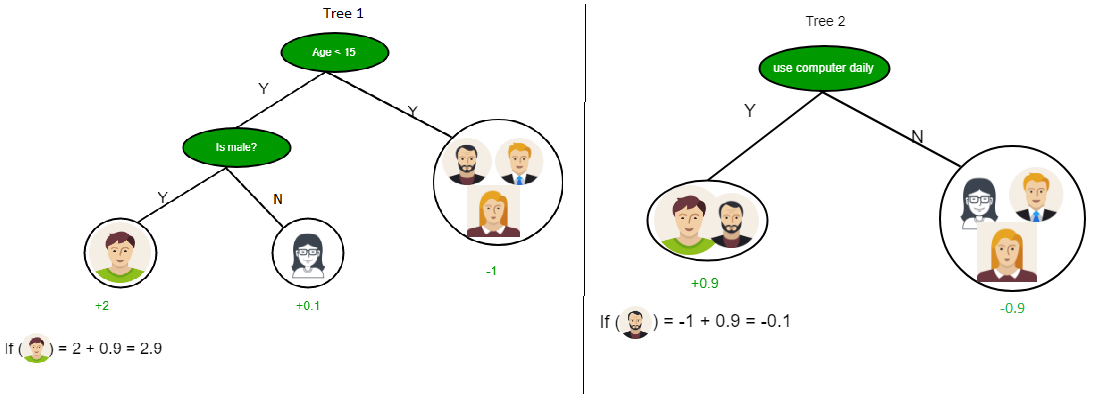 Tree 1
Age < 15
Y
Y
Is male?
Y
N
+2
+0.1
-1
If ( ) = 2 + 0.9 = 2.9
Tree 2
use computer daily
Y
N
+0.9
-0.9
If ( ) = -1 + 0.9 = -0.1